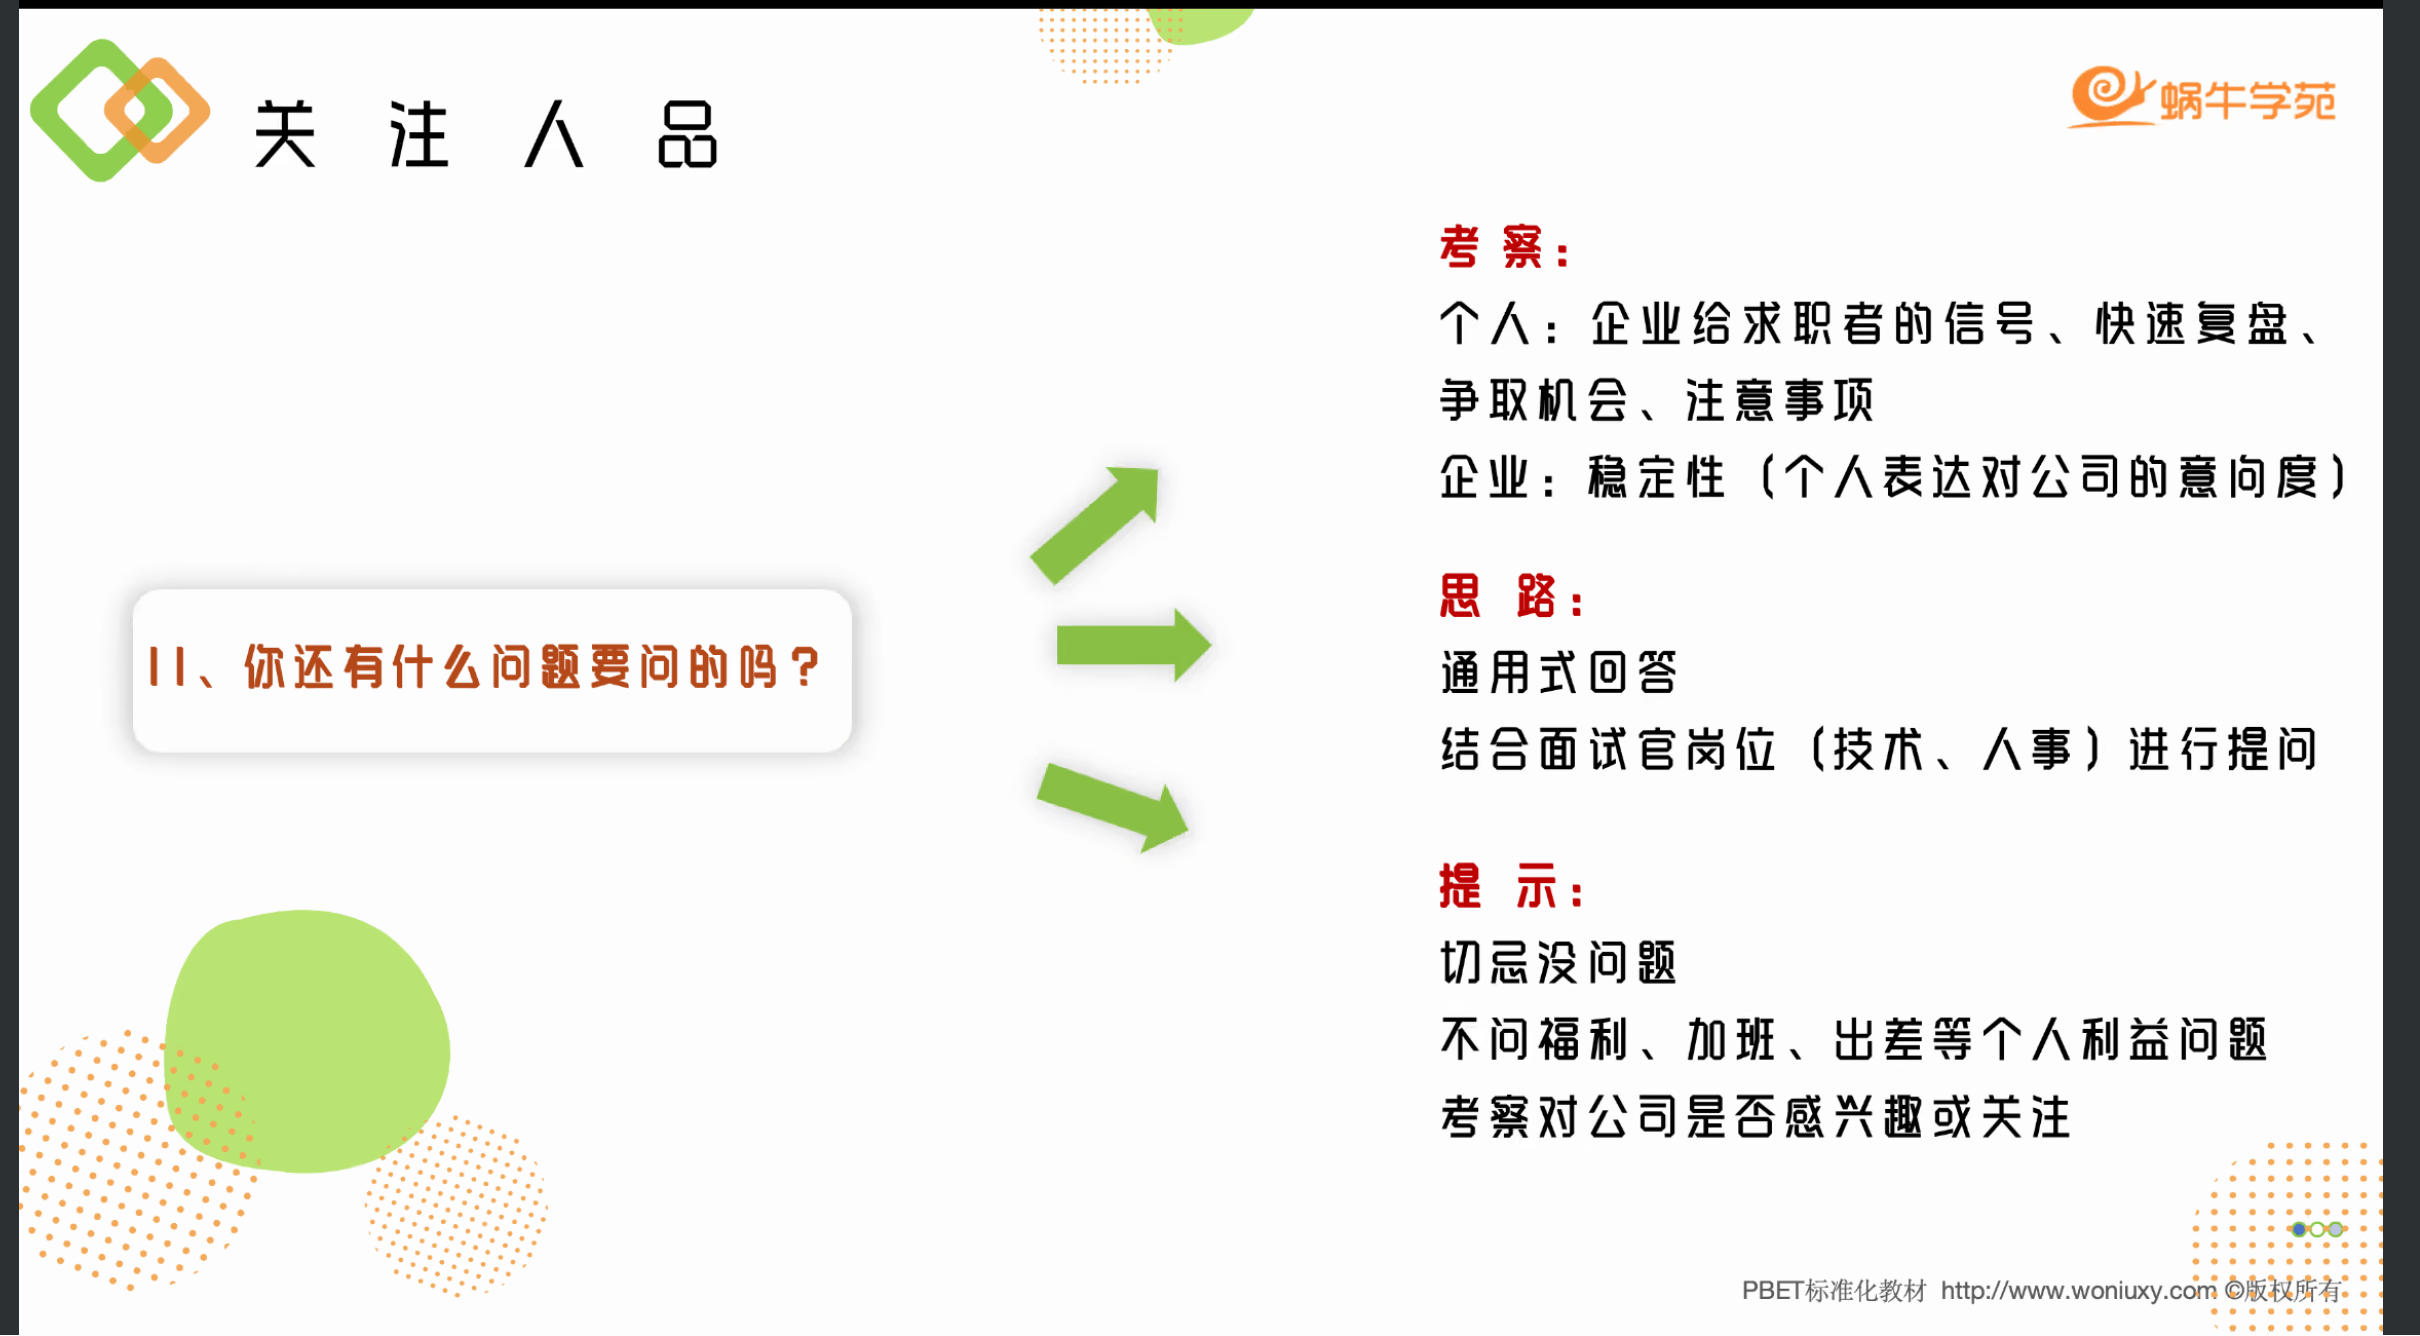 关注人品
蜗牛学苑
11、你还有什么问题要问的吗？
考察：
个人：企业给求职者的信号、快速复盘、
争取机会、注意事项
企业：稳定性（个人表达对公司的意向度）
思路：
通用式回答
结合面试官岗位（技术、人事）进行提问
提示：
切忌没问题
不问福利、加班、出差等个人利益问题
考察对公司是否感兴趣或关注
PBET标准化教材 http://www.woniuxy.com ©版权所有